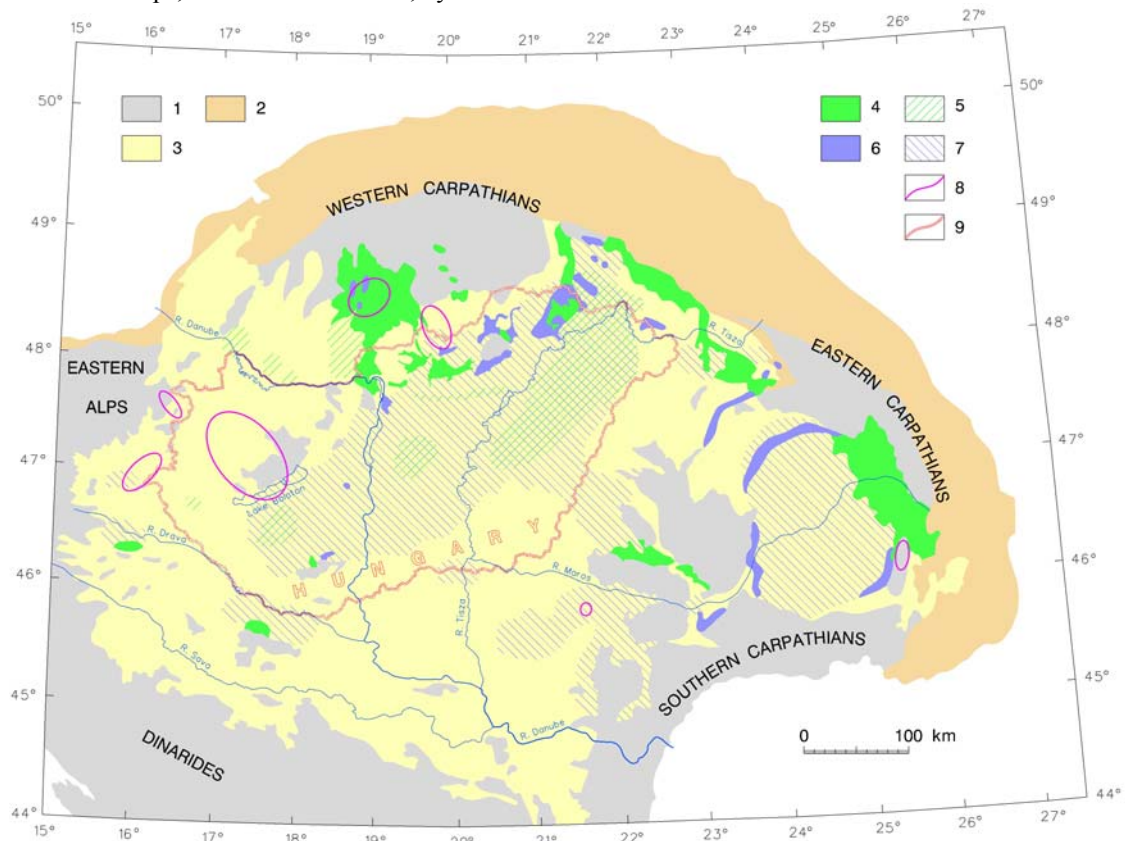 15° 16° 17° 18° 19° 20° 21° 22° 23° 24° 25° 26° 27°
50° 50°
1 2 4 5
3 6 7
8
9
49° 49°
WESTERN CARPATHIANS
48° 48°
R. Danube
R. Tisza
EASTERN
ALPS
EASTERN CARPATHIANS
47° 47°
Lake Balaton
R. Drava
HUNGARY
46° 46°
R. Maros
R. Tisza
R. Sava
SOUTHERN CARPATHIANS
45° 45°
R. Danube
0 100 km
DINARIDES
44° 44°
15° 16° 17° 18° 19° 20° 21° 22° 23° 24° 25° 26° 27°